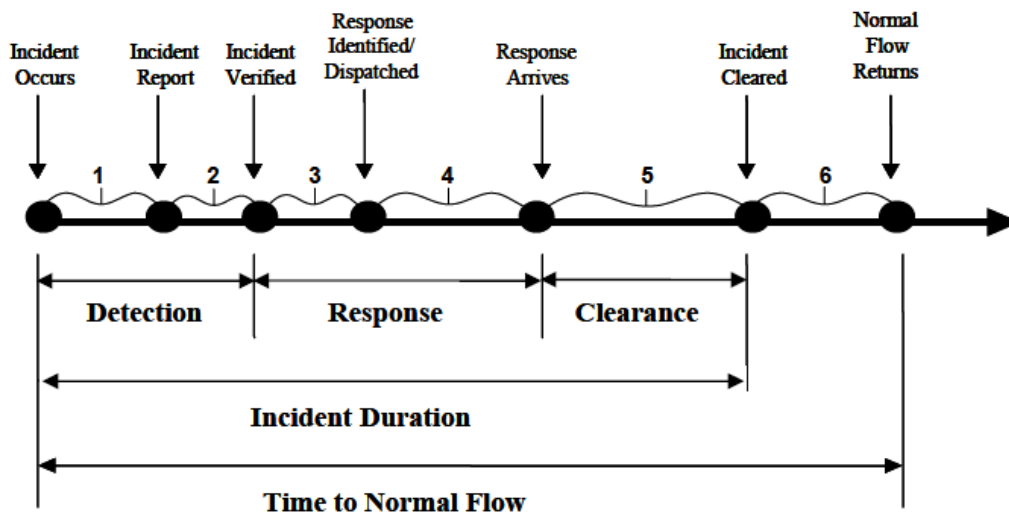 Incident
Occurs
Incident
Report
Incident
Verified
Response
Identified/
Dispatched
Response
Arrives
Incident
Cleared
Normal
Flow
Returns
1
2
3
4
5
6
Detection
Response
Clearance
Incident Duration
Time to Normal Flow